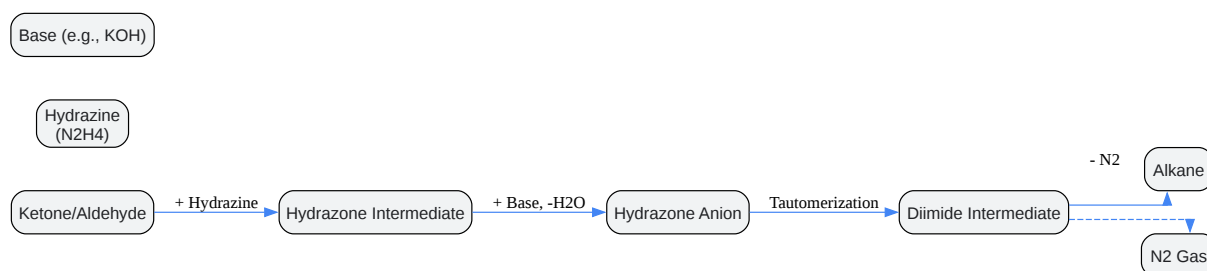 Base (e.g., KOH)
Hydrazine
(N2H4)
- N2
Alkane
Ketone/Aldehyde
+ Hydrazine
Hydrazone Intermediate
+ Base, -H2O
Hydrazone Anion
Tautomerization
Diimide Intermediate
N2 Gas